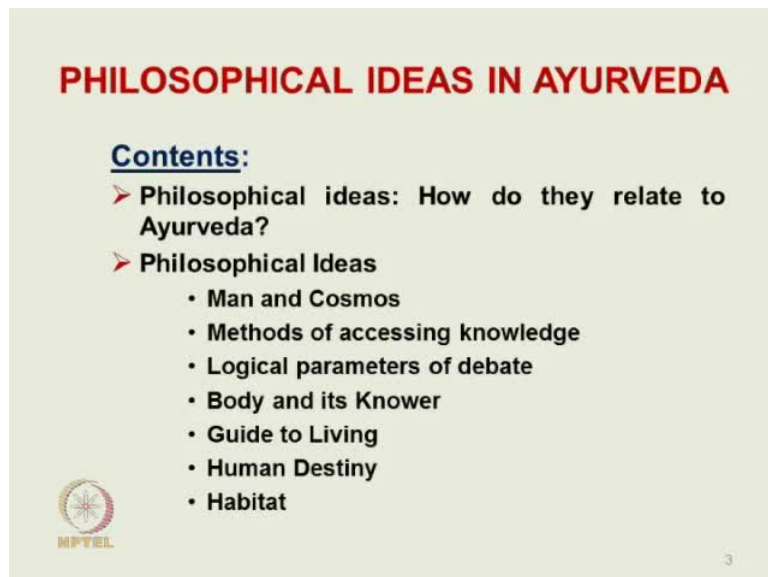 PHILOSOPHICAL IDEAS IN AYURVEDA
Contents:
➢ Philosophical ideas: How do they relate to
Ayurveda?
➢ Philosophical Ideas
• Man and Cosmos
• Methods of accessing knowledge
• Logical parameters of debate
• Body and its Knower
• Guide to Living
• Human Destiny
• Habitat
NPTEL
3